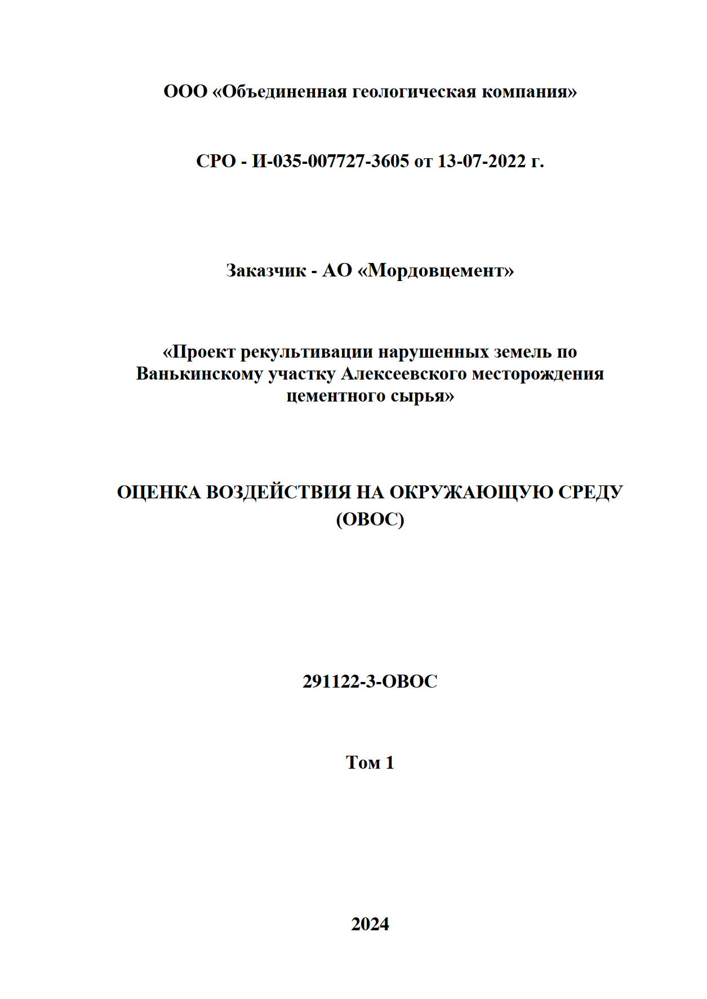 ООО «Объединенная геологическая компания»
СРО - И-035-007727-3605 от 13-07-2022 г.
Заказчик - АО «Мордовцемент»
«Проект рекультивации нарушенных земель по
Ванькинскому участку Алексеевского месторождения
цементного сырья»
ОЦЕНКА ВОЗДЕЙСТВИЯ НА ОКРУЖАЮЩУЮ СРЕДУ
(ОВОС)
291122-3-ОВОС
Том 1
2024